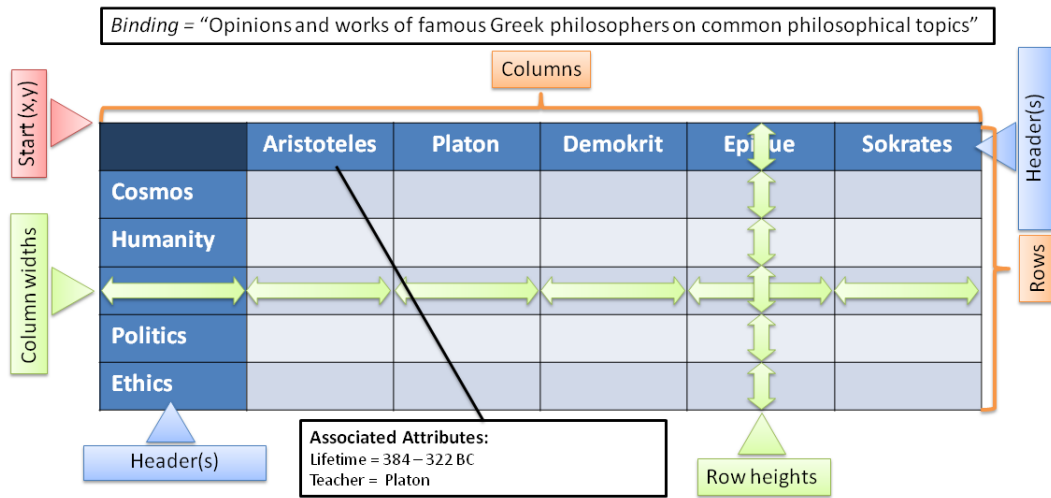 Binding = “Opinions and works of famous Greek philosophers on common philosophical topics”
Columns
Start (x,y)
Header(s)
Aristoteles Platon Demokrit Sokrates
Cosmos
Humanity
Column widths
Rows
Politics
Ethics
Associated Attributes:
Lifetime = 384 – 322 BC
Teacher = Platon
Header(s)
Row heights